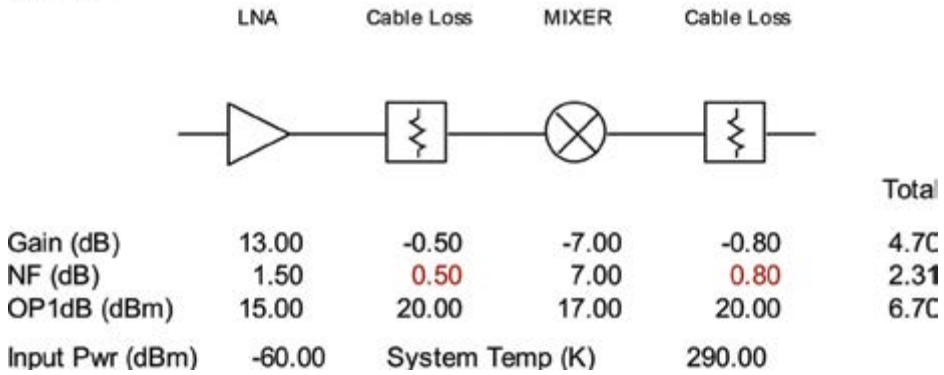 LNA Cable Loss MIXER Cable Loss
Total
Gain (dB) 13.00 -0.50 -7.00 -0.80 4.70
NF (dB) 1.50 0.50 7.00 0.80 2.31
OP1dB (dBm) 15.00 20.00 17.00 20.00 6.70
Input Pwr (dBm) -60.00 System Temp (K) 290.00